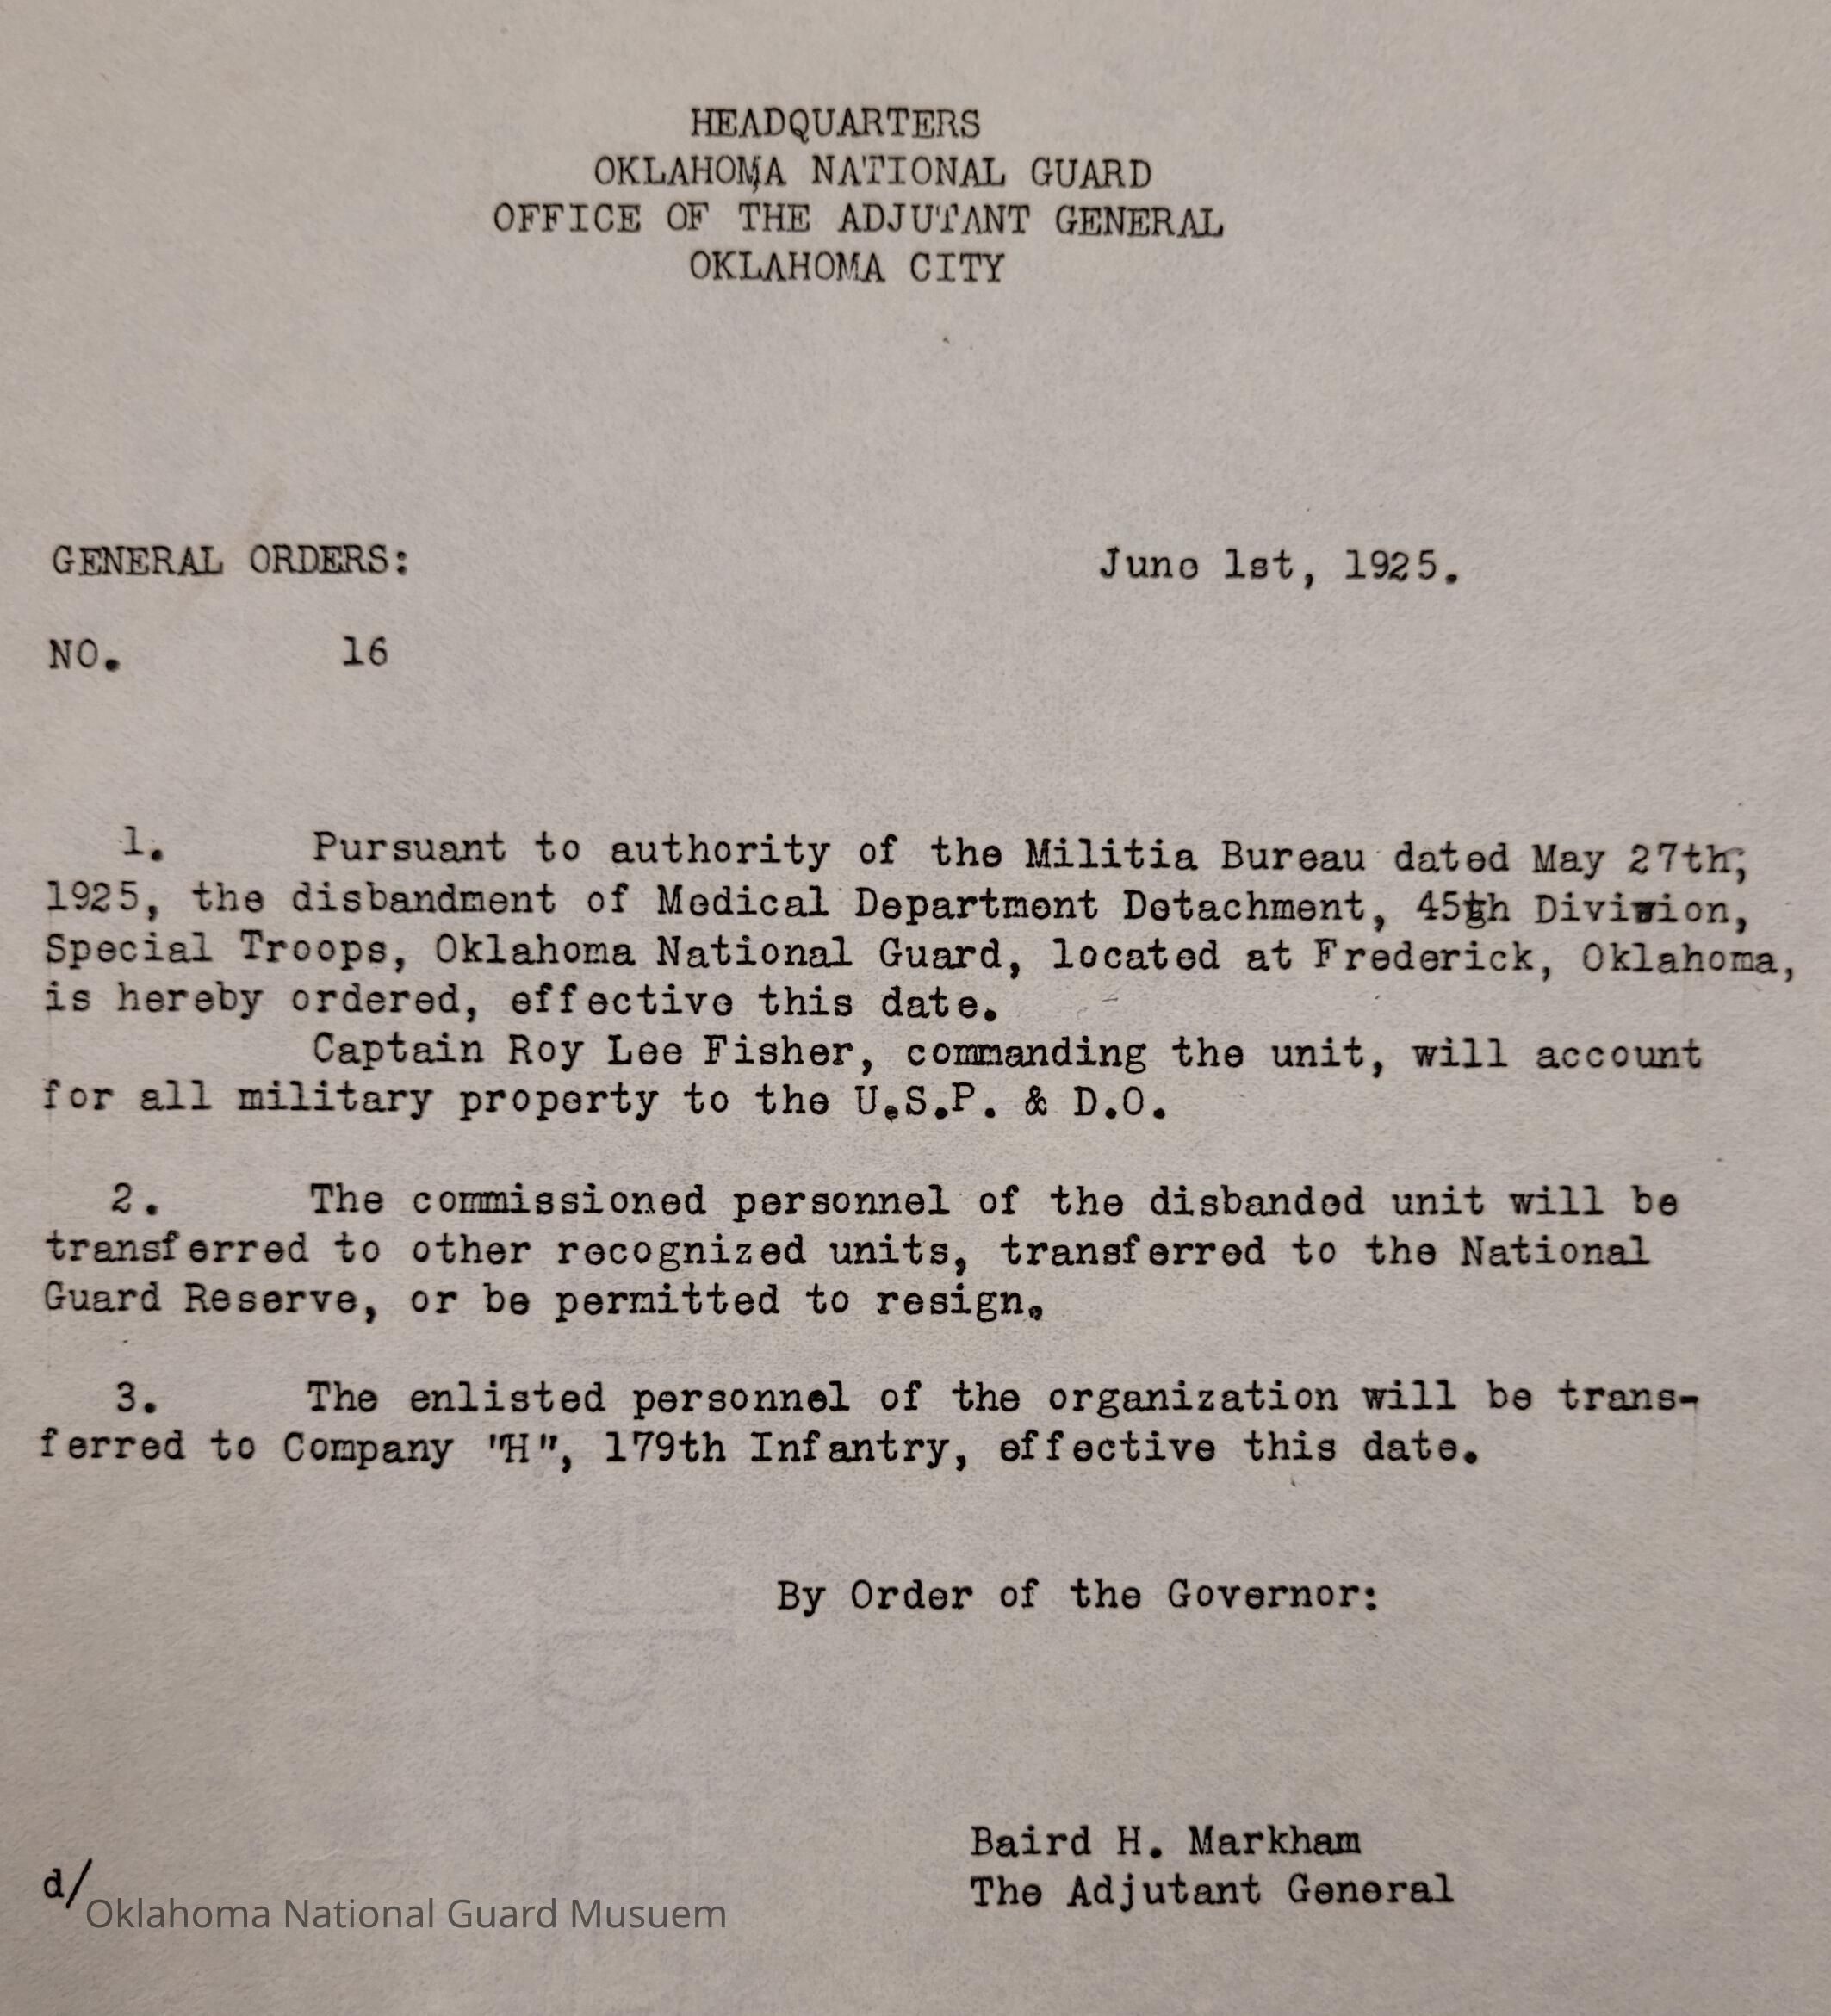 HEADQUARTERS
OKLAHOMA NATIONAL GUARD
OFFICE OF THE ADJUTANT GENERAL
OKLAHOMA CITY
GENERAL ORDERS: June 1st, 1925.
NO. 16
1. Pursuant to authority of the Militia Bureau dated May 27th,
1925, the disbandment of Medical Department Detachment, 45th Division,
Special Troops, Oklahoma National Guard, located at Frederick, Oklahoma,
is hereby ordered, effective this date.
Captain Roy Lee Fisher, commanding the unit, will account
for all military property to the U.S.P. & D.O.
2. The commissioned personnel of the disbanded unit will be
transferred to other recognized units, transferred to the National
Guard Reserve, or be permitted to resign.
3. The enlisted personnel of the organization will be trans-
ferred to Company "H", 179th Infantry, effective this date.
By Order of the Governor:
Baird H. Markham
The Adjutant General
d/
Oklahoma National Guard Musuem